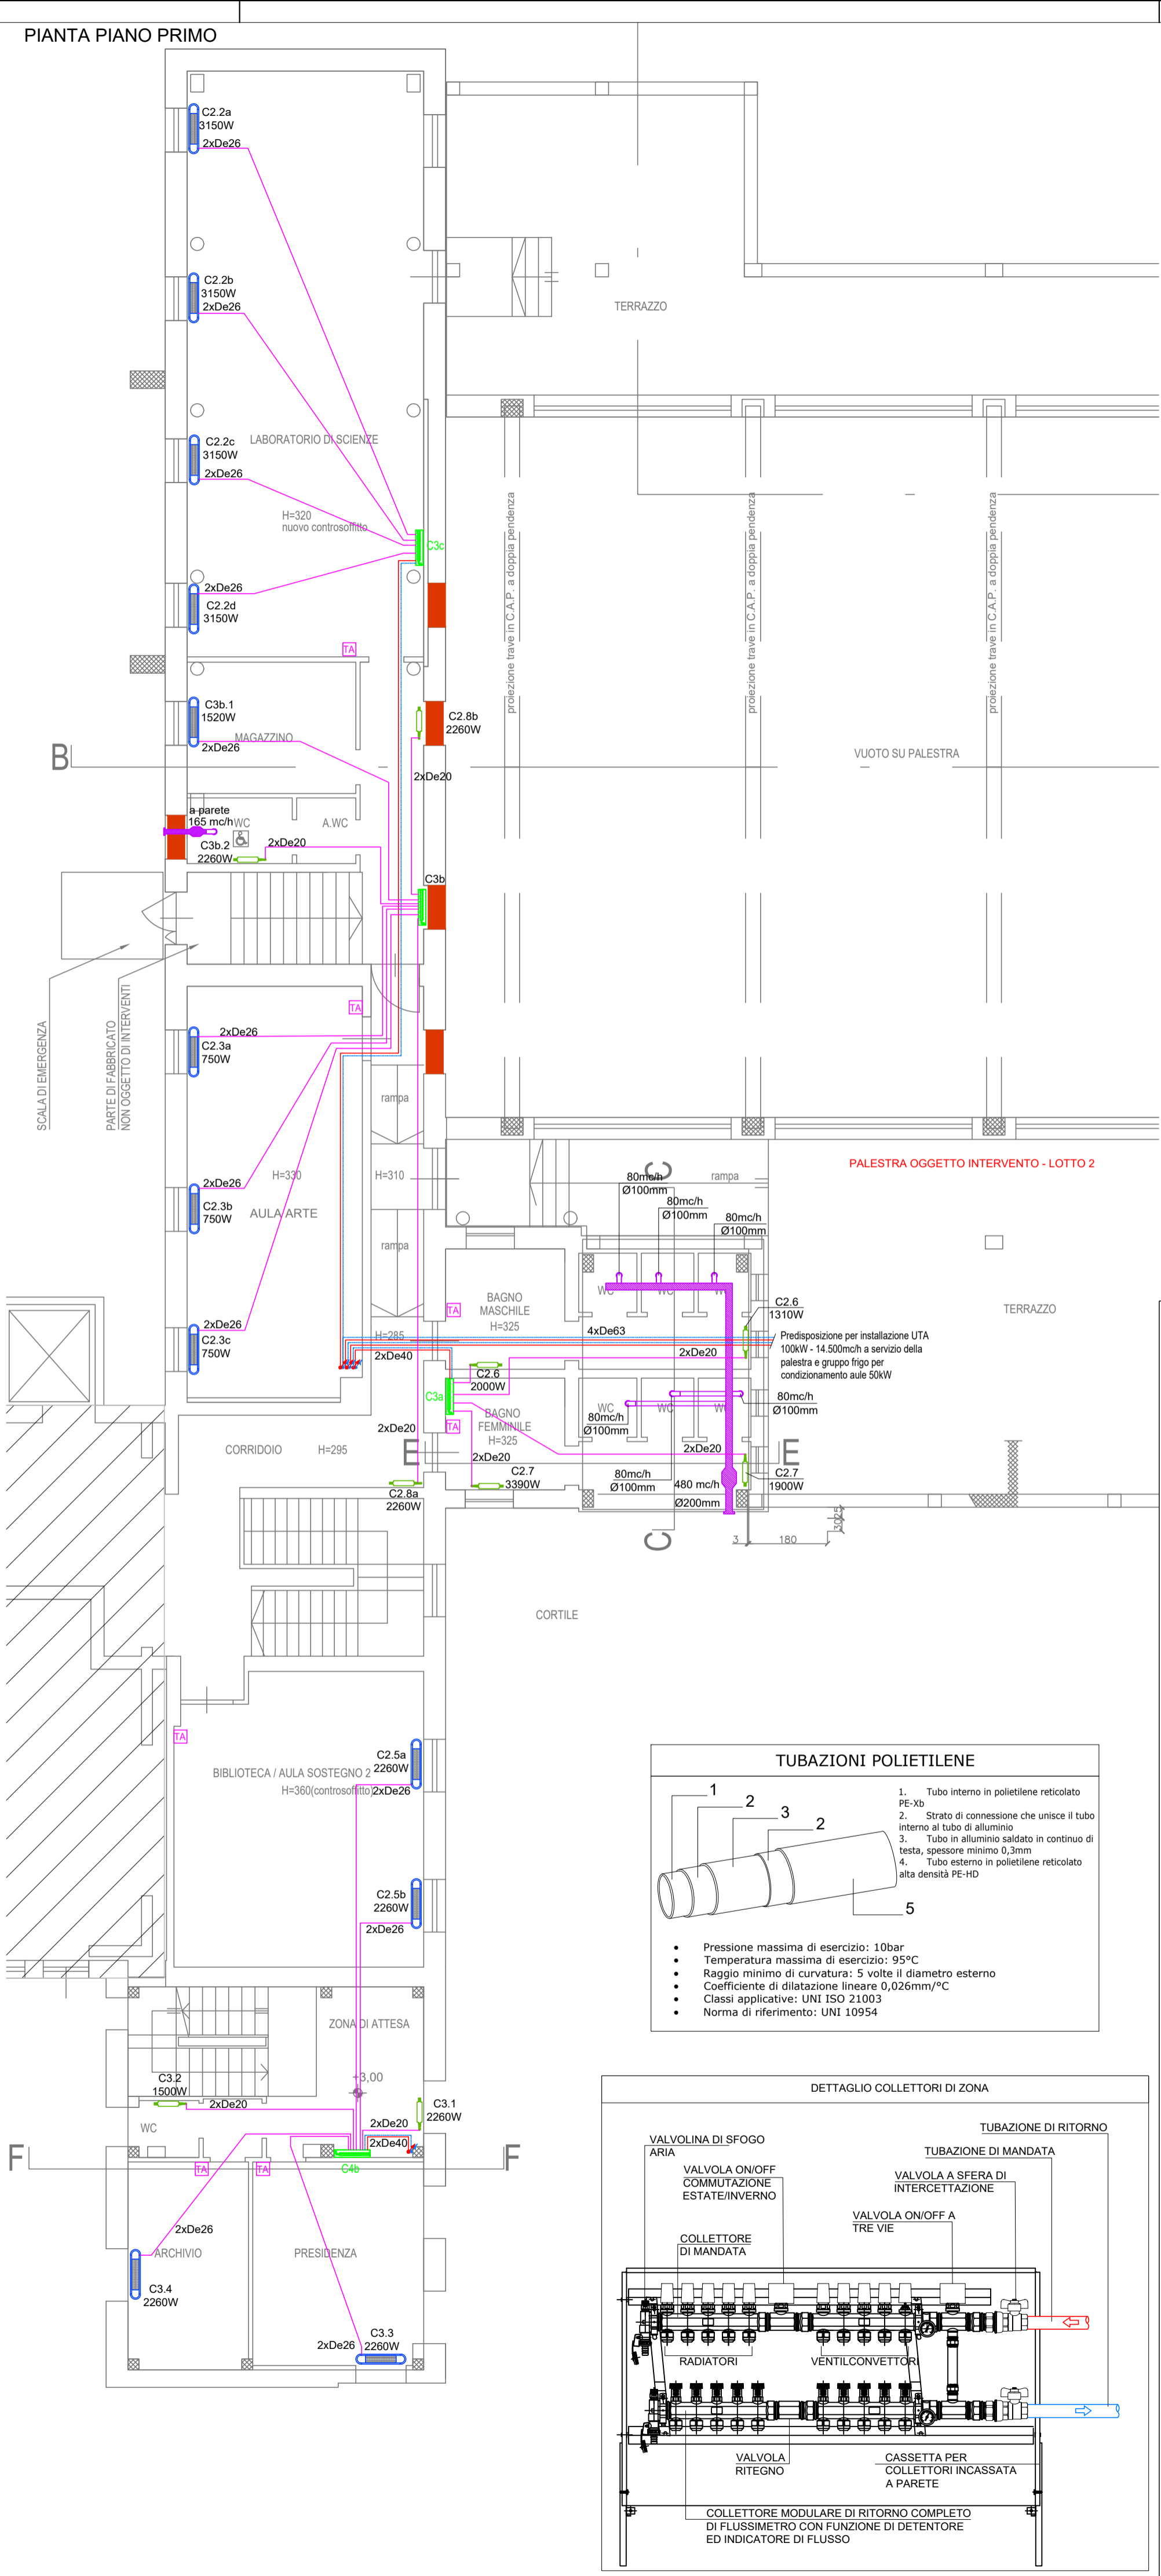 PIANTA PIANO PRIMO
C2.2a
3150W
2xDe26
C2.2b
3150W
2xDe26
TERRAZZO
C2.2c
3150W
2xDe26
LABORATORIO DI SCIENZE
H=320
nuovo controsoffitto
C3c
proiezione trave in C.A.P. a doppia pendenza
proiezione trave in C.A.P. a doppia pendenza
proiezione trave in C.A.P. a doppia pendenza
2xDe26
C2.2d
3150W
TA
C3b.1
1520W
2xDe26
MAGAZZINO
C2.8b
2260W
2xDe20
B
VUOTO SU PALESTRA
a parete
165 mc/h
WC
A.WC
C3b.2
2260W
2xDe20
C3b
SCALA DI EMERGENZA
PARTE DI FABBRICATO
NON OGGETTO DI INTERVENTI
TA
2xDe26
C2.3a
750W
rampa
H=330
H=310
2xDe26
C2.3b
750W
AULA ARTE
rampa
C
80mc/h
Ø100mm
80mc/h
Ø100mm
80mc/h
Ø100mm
rampa
PALESTRA OGGETTO INTERVENTO - LOTTO 2
WC
WC
WC
BAGNO
MASCHILE
H=325
TA
C2.6
1310W
TERRAZZO
2xDe26
C2.3c
750W
H=285
2xDe40
4xDe63
2xDe20
Predisposizione per installazione UTA
100kW - 14.500mc/h a servizio della
palestra e gruppo frigo per
condizionamento aule 50kW
C2.6
2000W
C3a
TA
BAGNO
FEMMINILE
H=325
WC
WC
WC
80mc/h
Ø100mm
80mc/h
Ø100mm
2xDe20
CORRIDOIO
H=295
E
E
2xDe20
2xDe20
C2.7
3390W
80mc/h
Ø100mm
480 mc/h
Ø200mm
C2.7
1900W
C2.8a
2260W
C
3
180
3025
CORTILE
TA
BIBLIOTECA / AULA SOSTEGNO 2
H=360(controsoffitto)
C2.5a
2260W
2xDe26
C2.5b
2260W
2xDe26
TUBAZIONI POLIETILENE
1
2
3
2
5
1. Tubo interno in polietilene reticolato
PE-Xb
2. Strato di connessione che unisce il tubo
interno al tubo di alluminio
3. Tubo in alluminio saldato in continuo di
testa, spessore minimo 0,3mm
4. Tubo esterno in polietilene reticolato
alta densità PE-HD
• Pressione massima di esercizio: 10bar
• Temperatura massima di esercizio: 95°C
• Raggio minimo di curvatura: 5 volte il diametro esterno
• Coefficiente di dilatazione lineare 0,026mm/°C
• Classi applicative: UNI ISO 21003
• Norma di riferimento: UNI 10954
ZONA DI ATTESA
+3,00
C3.2
1500W
2xDe20
WC
C3.1
2260W
2xDe20
2xDe40
F
F
TA
TA
C4b
2xDe26
ARCHIVIO
PRESIDENZA
C3.4
2260W
2xDe26
C3.3
2260W
DETTAGLIO COLLETTORI DI ZONA
VALVOLINA DI SFOGO
ARIA
VALVOLA ON/OFF
COMMUTAZIONE
ESTATE/INVERNO
COLLETTORE
DI MANDATA
TUBAZIONE DI RITORNO
TUBAZIONE DI MANDATA
VALVOLA A SFERA DI
INTERCETTAZIONE
VALVOLA ON/OFF A
TRE VIE
RADIATORI
VENTILCONVETTORI
VALVOLA
RITEGNO
CASSETTA PER
COLLETTORI INCASSATA
A PARETE
COLLETTORE MODULARE DI RITORNO COMPLETO
DI FLUSSIMETRO CON FUNZIONE DI DETENTORE
ED INDICATORE DI FLUSSO